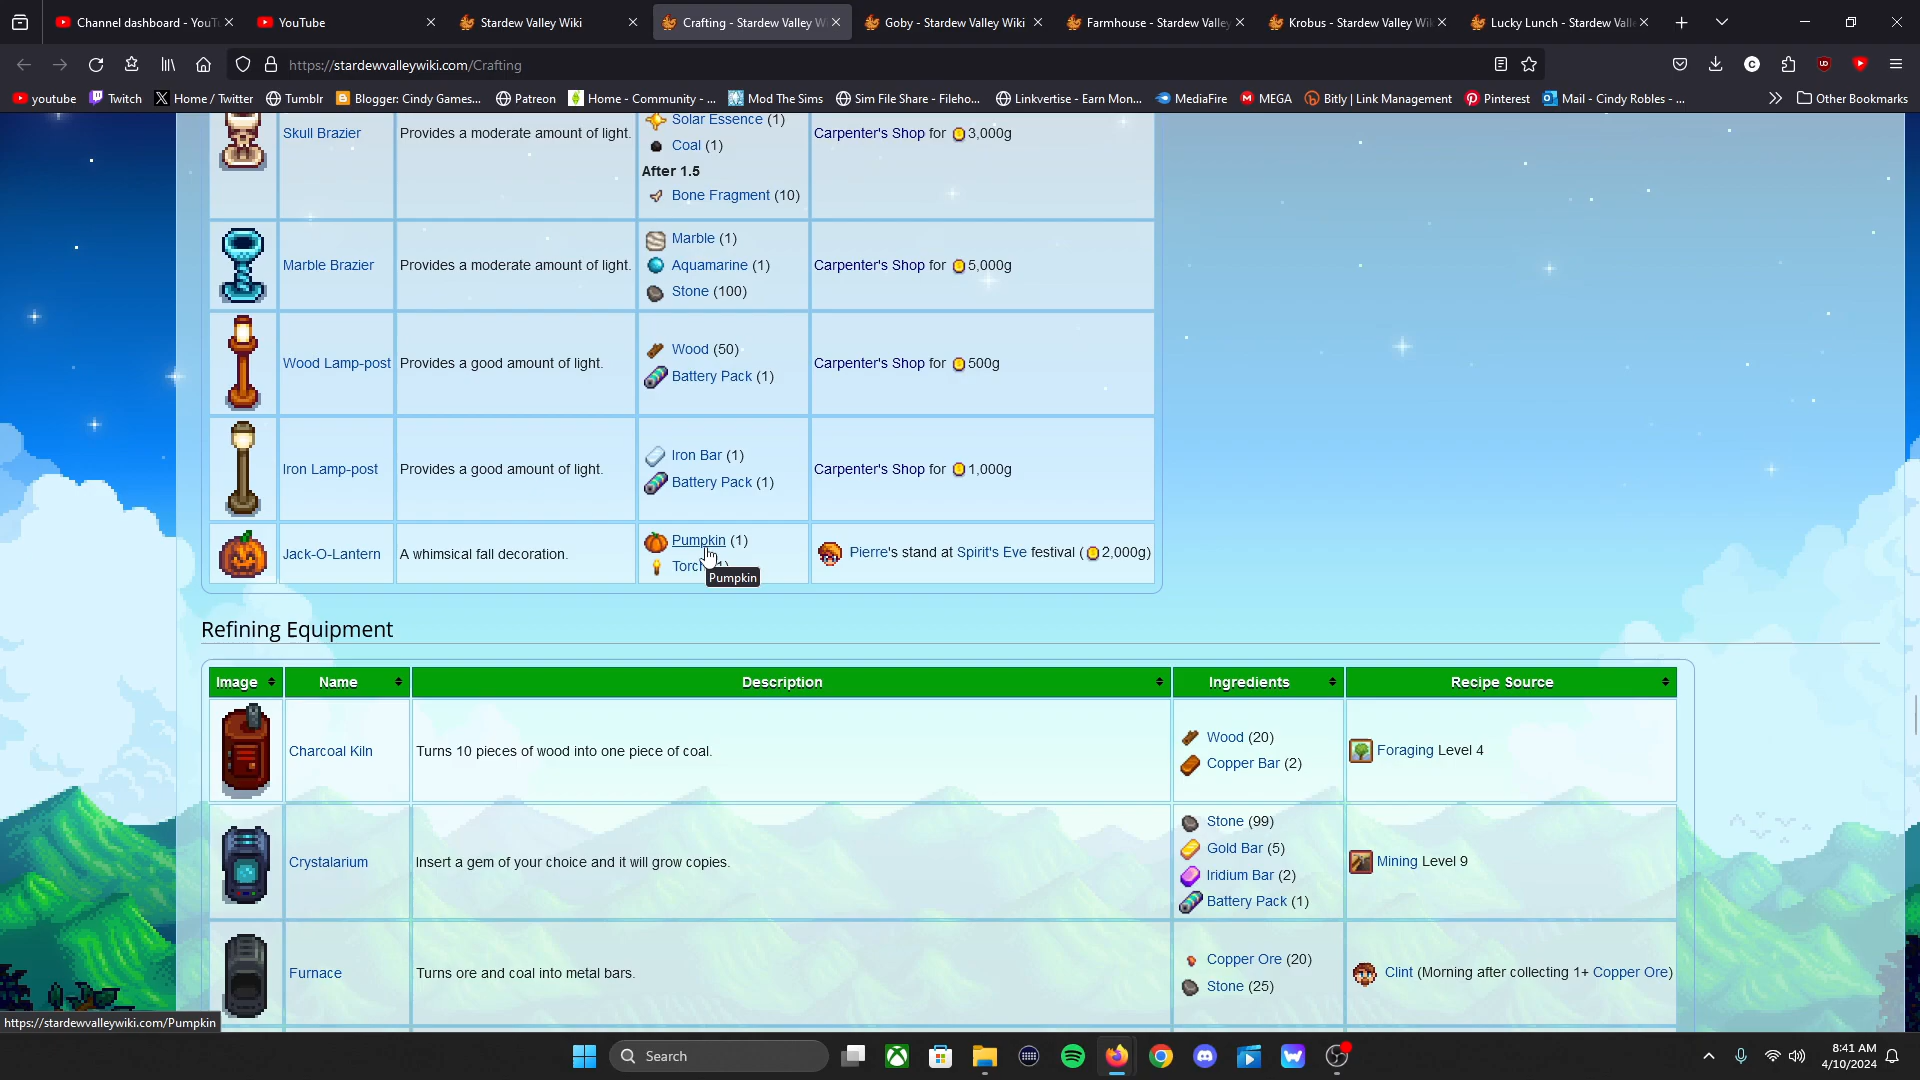 Channel dashboard - YouTu
YouTube
Stardew Valley Wiki
Crafting - Stardew Valley W
Goby - Stardew Valley Wiki
Farmhouse - Stardew Valley
Krobus - Stardew Valley Wik
Lucky Lunch - Stardew Valle
https://stardewvalleywiki.com/Crafting
youtube
Twitch
Home / Twitter
Tumblr
Blogger: Cindy Games...
Patreon
Home - Community - ...
Mod The Sims
Sim File Share - Fileho...
Linkvertise - Earn Mon...
MediaFire
MEGA
Bitly | Link Management
Pinterest
Mail - Cindy Robles - ...
Other Bookmarks
Skull Brazier
Provides a moderate amount of light.
Solar Essence (1)
Coal (1)
After 1.5
Bone Fragment (10)
Carpenter's Shop for 3,000g
Marble Brazier
Provides a moderate amount of light.
Marble (1)
Aquamarine (1)
Stone (100)
Carpenter's Shop for 5,000g
Wood Lamp-post
Provides a good amount of light.
Wood (50)
Battery Pack (1)
Carpenter's Shop for 500g
Iron Lamp-post
Provides a good amount of light.
Iron Bar (1)
Battery Pack (1)
Carpenter's Shop for 1,000g
Jack-O-Lantern
A whimsical fall decoration.
Pumpkin (1)
Pumpkin
Pierre's stand at Spirit's Eve festival (2,000g)
Refining Equipment
Image Name Description Ingredients Recipe Source
Charcoal Kiln
Turns 10 pieces of wood into one piece of coal.
Wood (20)
Copper Bar (2)
Foraging Level 4
Crystalarium
Insert a gem of your choice and it will grow copies.
Stone (99)
Gold Bar (5)
Iridium Bar (2)
Battery Pack (1)
Mining Level 9
Furnace
Turns ore and coal into metal bars.
Copper Ore (20)
Stone (25)
Clint (Morning after collecting 1+ Copper Ore)
https://stardewvalleywiki.com/Pumpkin
Search
8:41 AM
4/10/2024